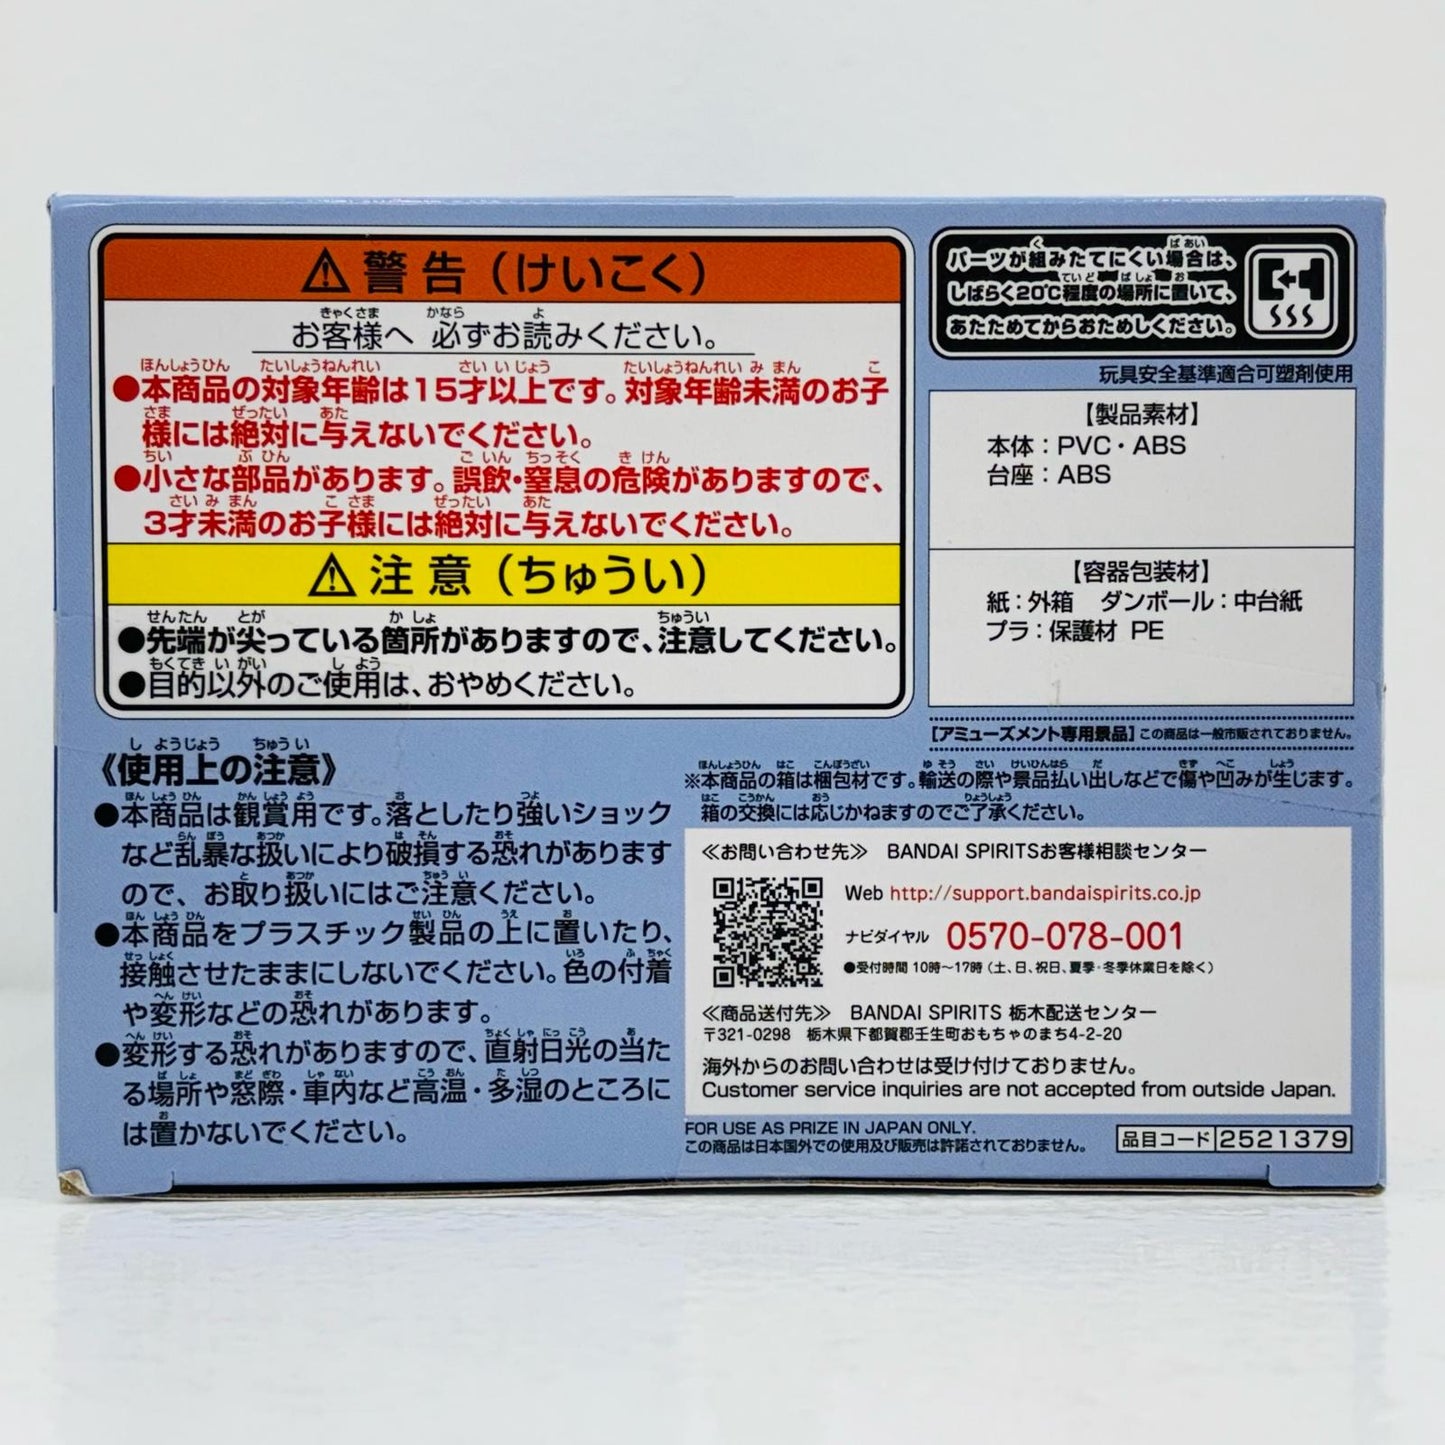 ⚠警告（けいこく）
お客様へ 必ずお読みください。
●本商品の対象年齢は15才以上です。対象年齢未満のお子
様には絶対に与えないでください。
●小さな部品があります。誤飲・窒息の危険がありますので、
3才未満のお子様には絶対に与えないでください。
⚠注意（ちゅうい）
●先端が尖っている箇所がありますので、注意してください。
●目的以外のご使用は、おやめください。
パーツが組みたてにくい場合は、
しばらく20℃程度の場所に置いて、
あたためてからおためしください。
玩具安全基準適合可塑剤使用
【製品素材】
本体：PVC・ABS
台座：ABS
【容器包装材】
紙：外箱 ダンボール：中台紙
プラ：保護材 PE
【アミューズメント専用景品】この商品は一般市販されておりません。
《使用上の注意》
●本商品は観賞用です。落としたり強いショック
など乱暴な扱いにより破損する恐れがあります
ので、お取り扱いにはご注意ください。
●本商品をプラスチック製品の上に置いたり、
接触させたままにしないでください。色の付着
や変形などの恐れがあります。
●変形する恐れがありますので、直射日光の当た
る場所や窓際・車内など高温・多湿のところに
は置かないでください。
※本商品の箱は梱包材です。輸送の際や景品払い出しなどで傷や凹みが生じます。
箱の交換には応じかねますのでご了承ください。
≪お問い合わせ先≫ BANDAI SPIRITSお客様相談センター
Web http://support.bandaispirits.co.jp
ナビダイヤル 0570-078-001
●受付時間 10時～17時（土、日、祝日、夏季・冬季休業日を除く）
≪商品送付先≫ BANDAI SPIRITS 栃木配送センター
〒321-0298 栃木県下都賀郡壬生町おもちゃのまち4-2-20
海外からのお問い合わせは受け付けておりません。
Customer service inquiries are not accepted from outside Japan.
FOR USE AS PRIZE IN JAPAN ONLY.
この商品は日本国外での使用及び販売は許諾されておりません。
品目コード 2521379